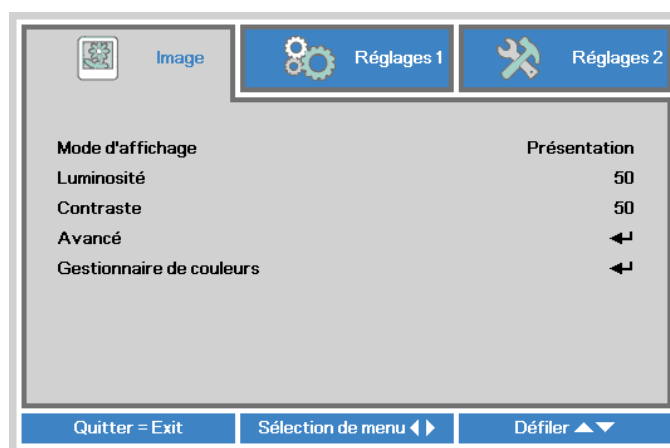 Image Réglages 1 Réglages 2
Mode d'affichage Présentation
Luminosité 50
Contraste 50
Avancé
Gestionnaire de couleurs
Quitter = Exit Sélection de menu Défiler